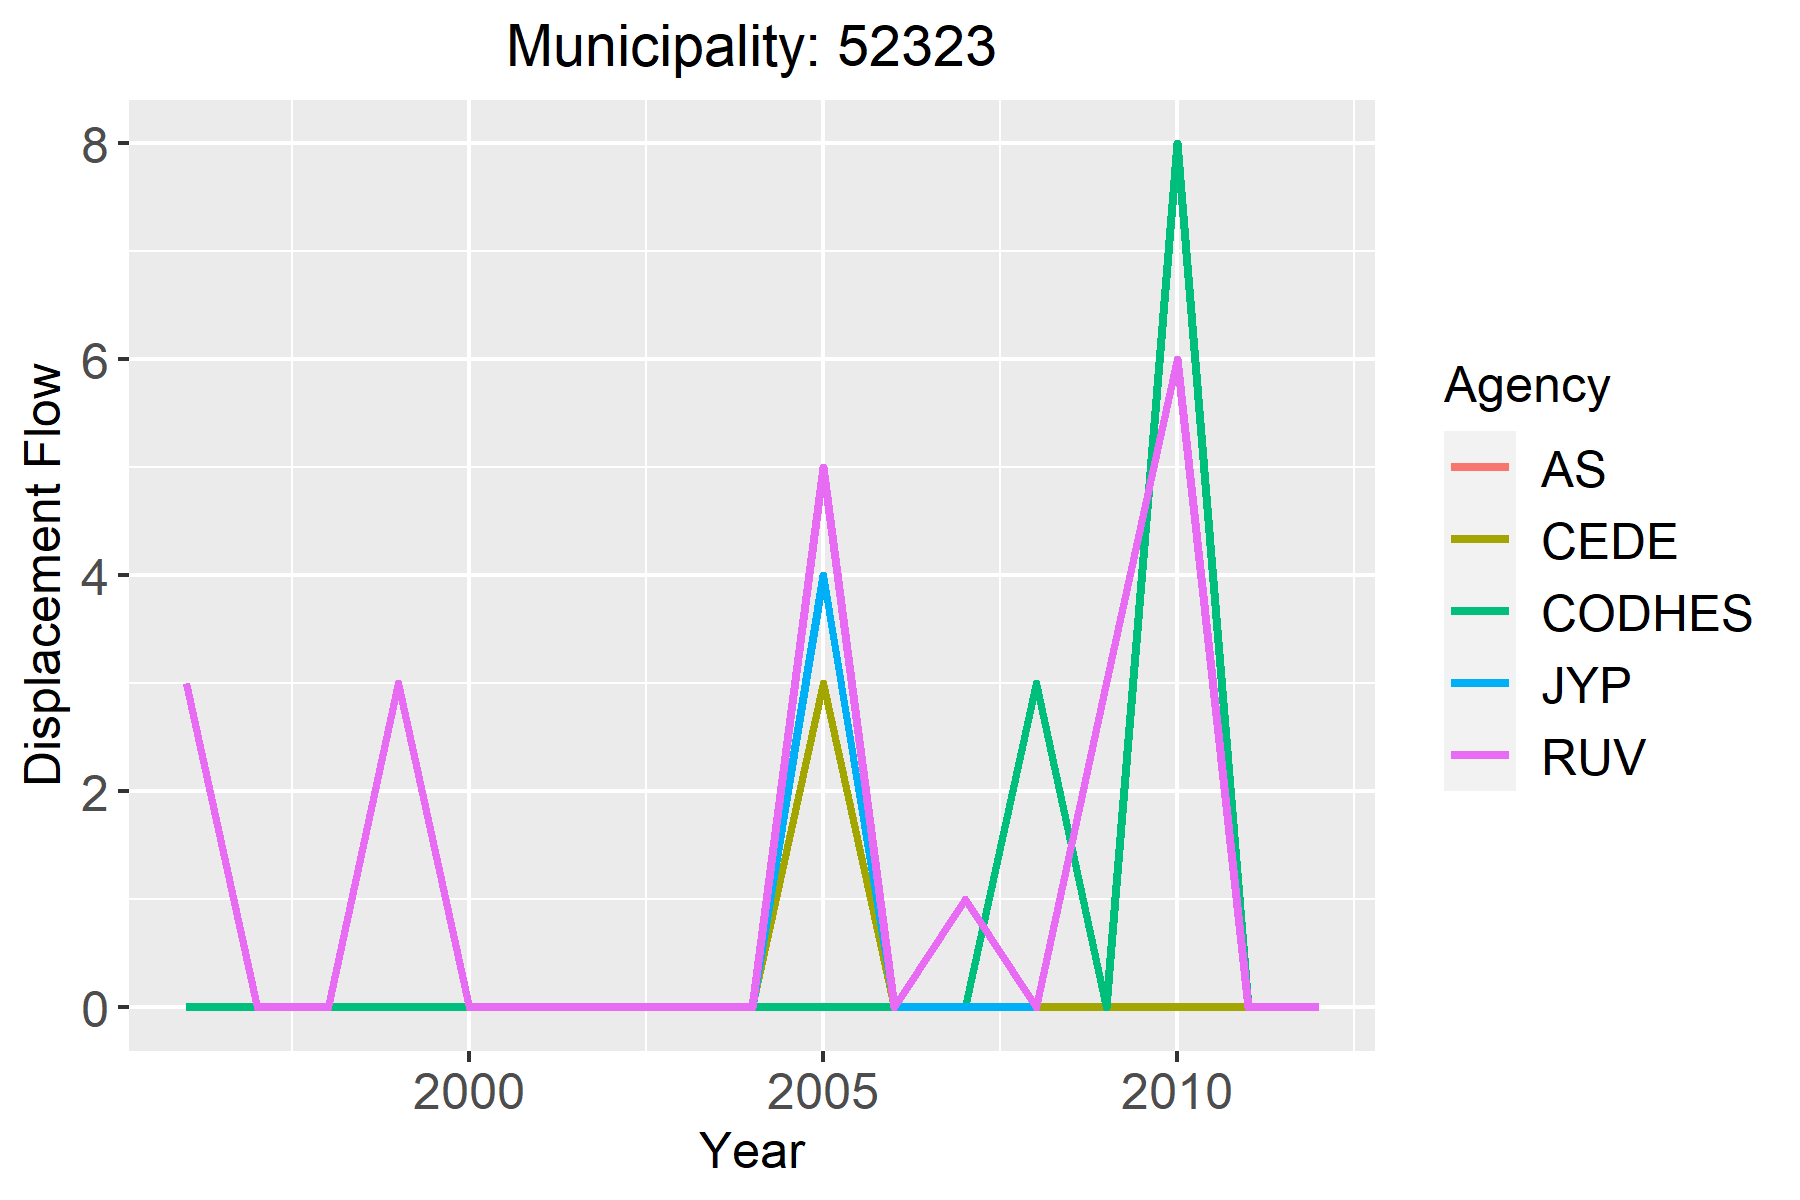 Municipality: 52323
8
6
4
2
0
Displacement Flow
2000 2005 2010
Year
Agency
AS
CEDE
CODHES
JYP
RUV